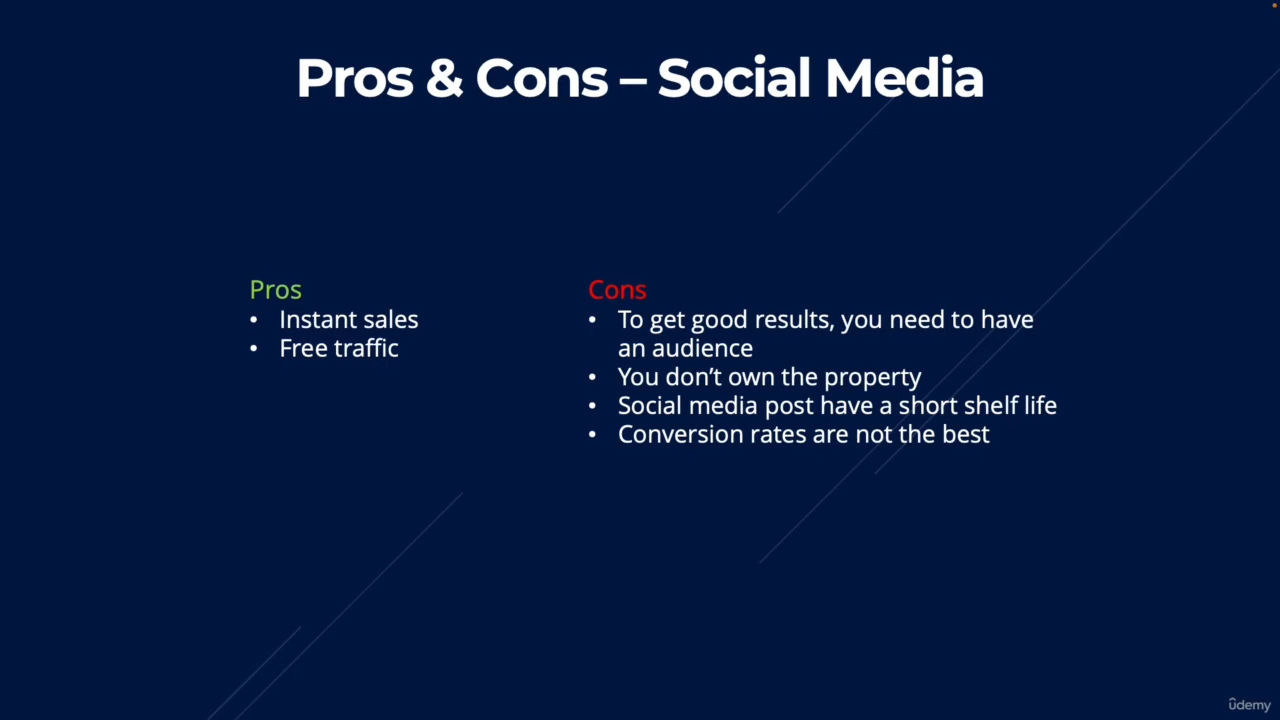 Pros & Cons – Social Media
Pros
• Instant sales
• Free traffic
Cons
• To get good results, you need to have
an audience
• You don’t own the property
• Social media post have a short shelf life
• Conversion rates are not the best
ûdemy